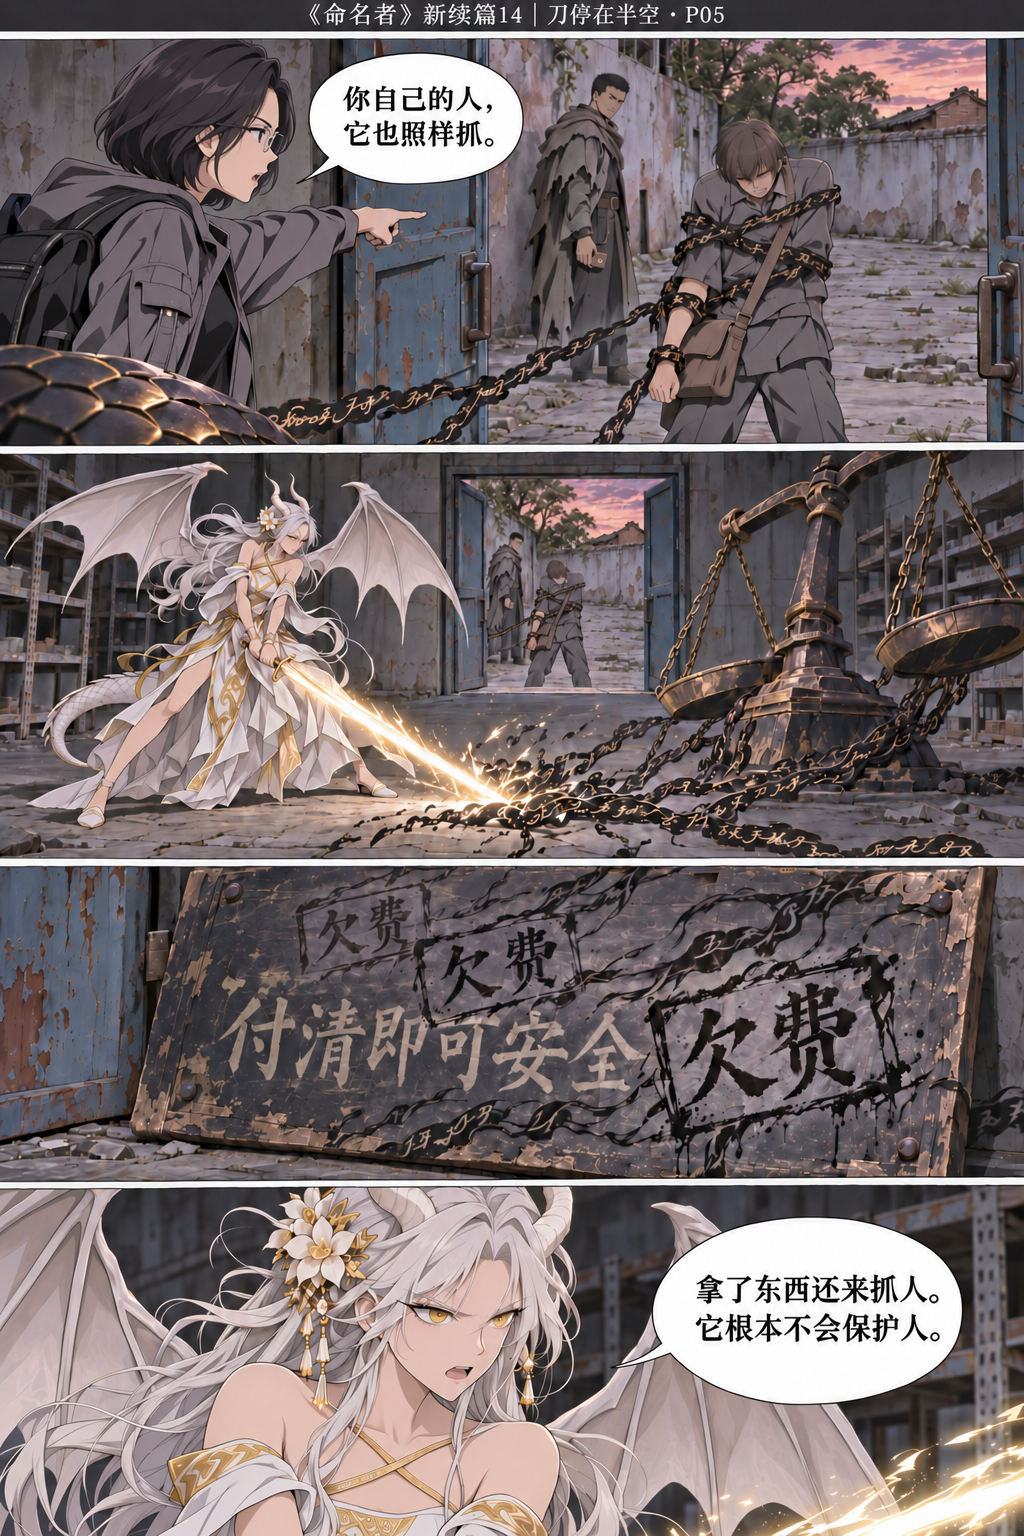 《命名者》新续篇14｜刀停在半空·P05
你自己的人，
它也照样抓。
欠费
欠费
付清即可安全
欠费
拿了东西还来抓人。
它根本不会保护人。